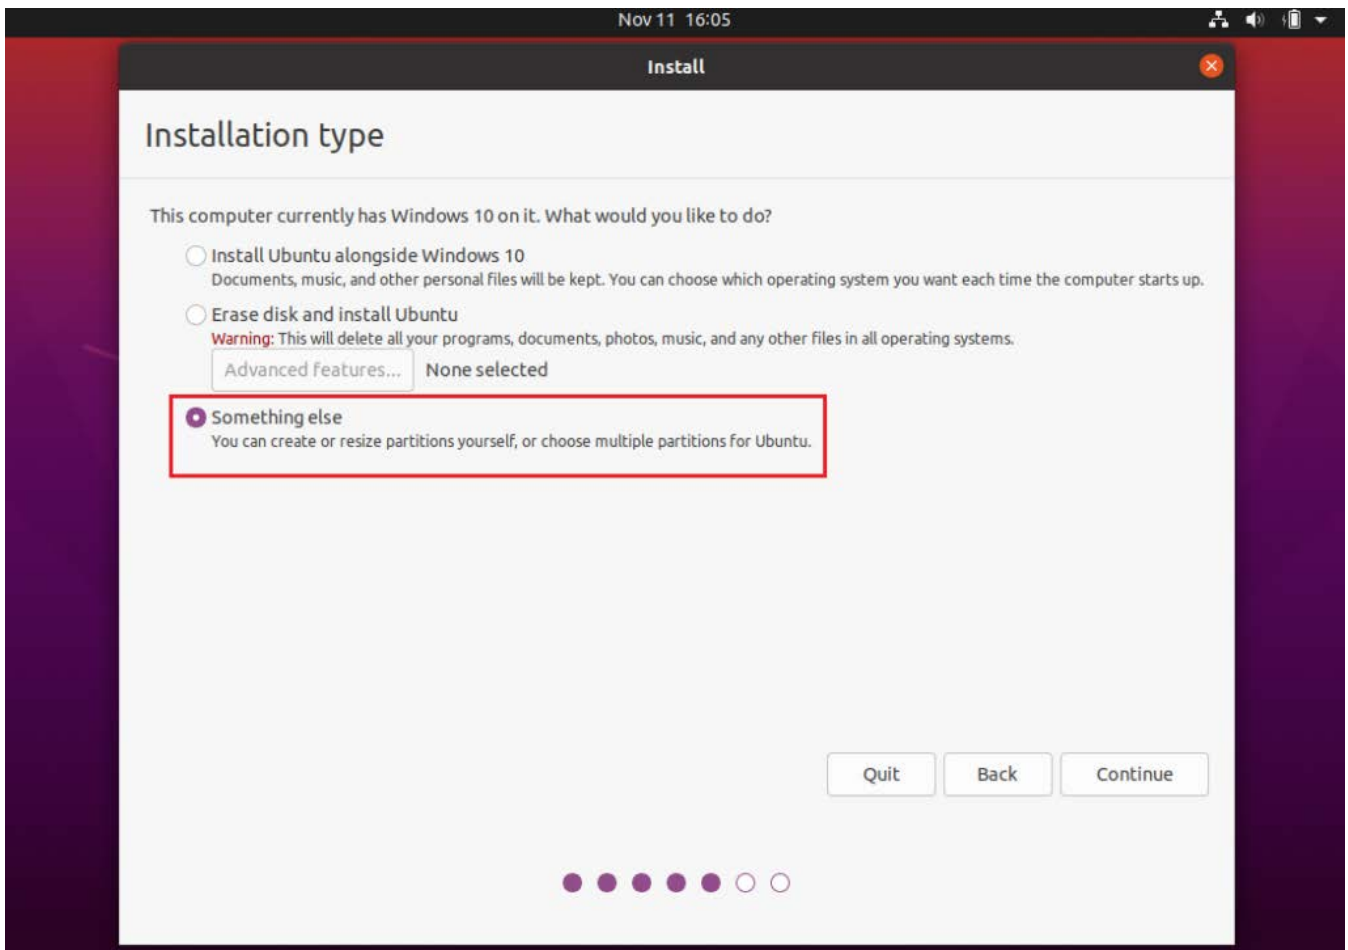 Nov 11 16:05
Install
Installation type
This computer currently has Windows 10 on it. What would you like to do?
Install Ubuntu alongside Windows 10
Documents, music, and other personal files will be kept. You can choose which operating system you want each time the computer starts up.
Erase disk and install Ubuntu
Warning: This will delete all your programs, documents, photos, music, and any other files in all operating systems.
Advanced features... None selected
Something else
You can create or resize partitions yourself, or choose multiple partitions for Ubuntu.
Quit Back Continue